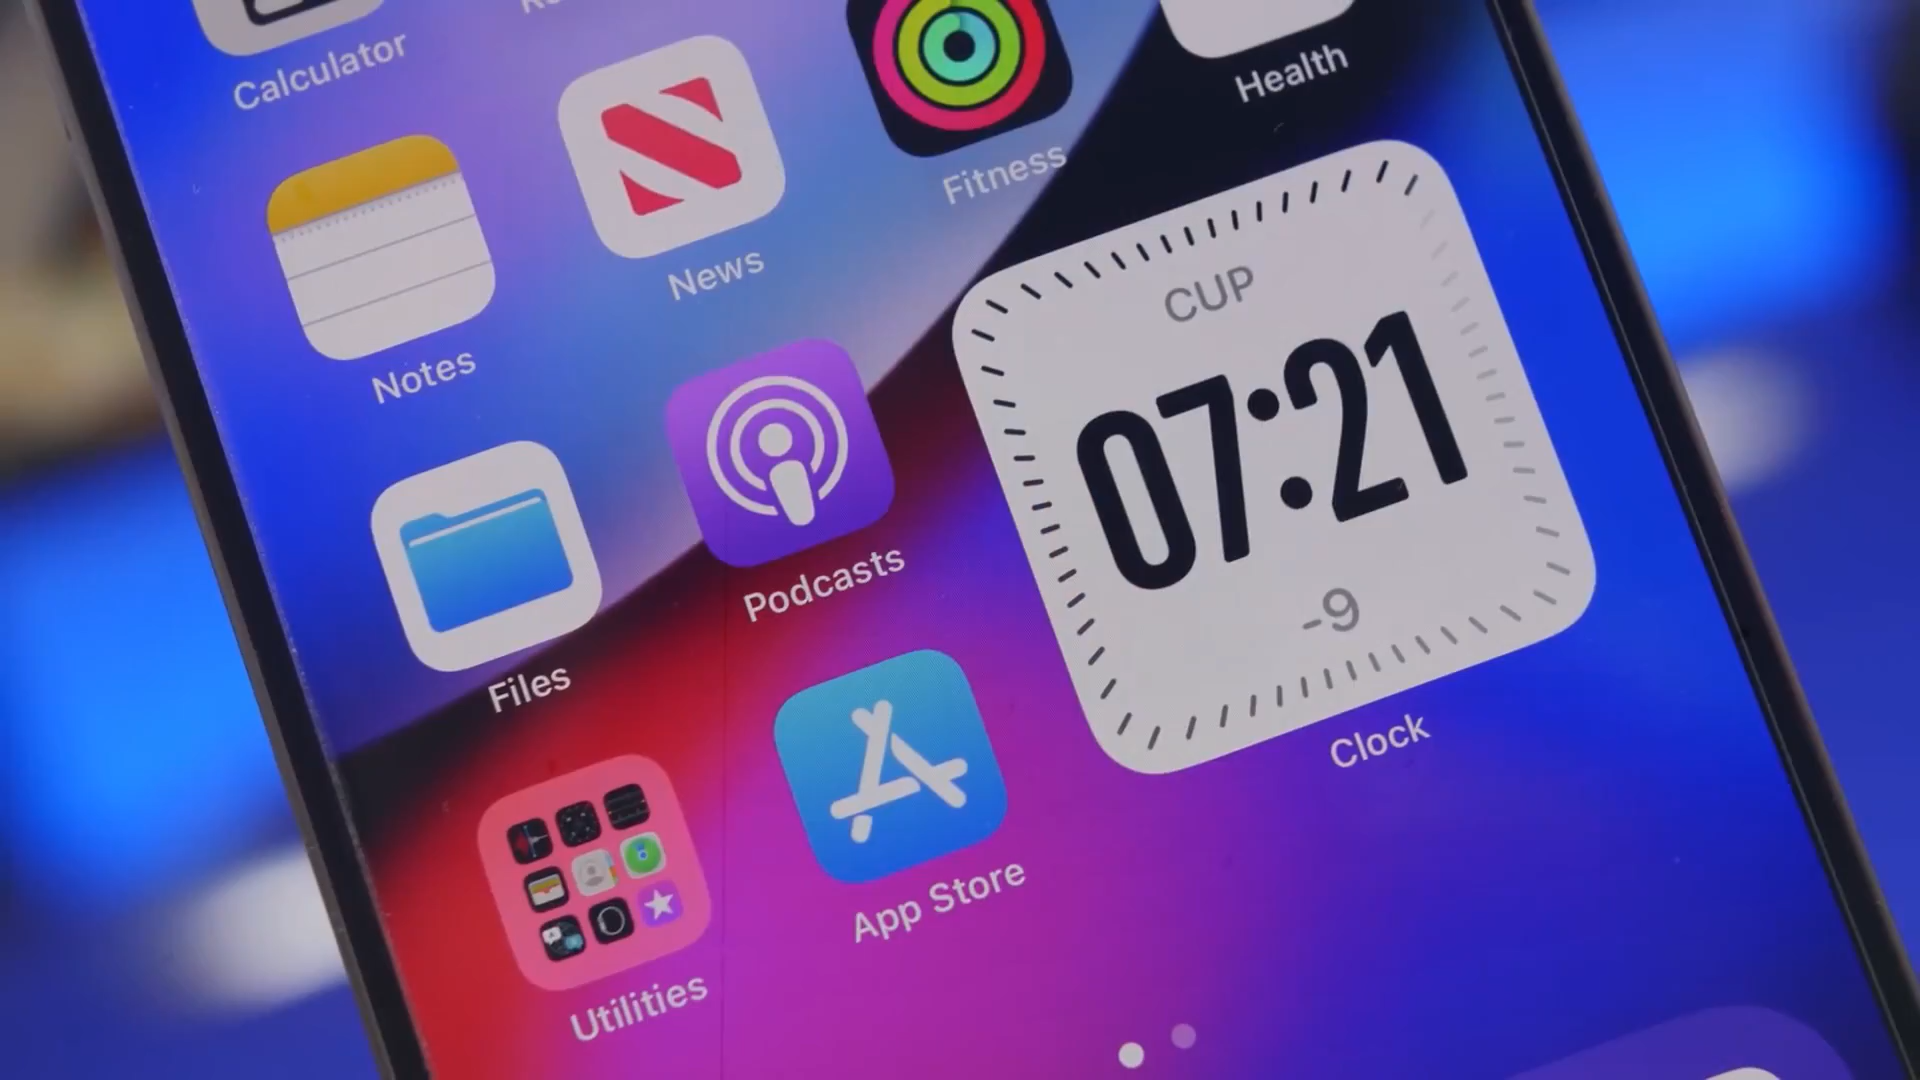 Calculator
Health
News
Fitness
Notes
CUP
07:21
-9
Podcasts
Files
Clock
App Store
Utilities